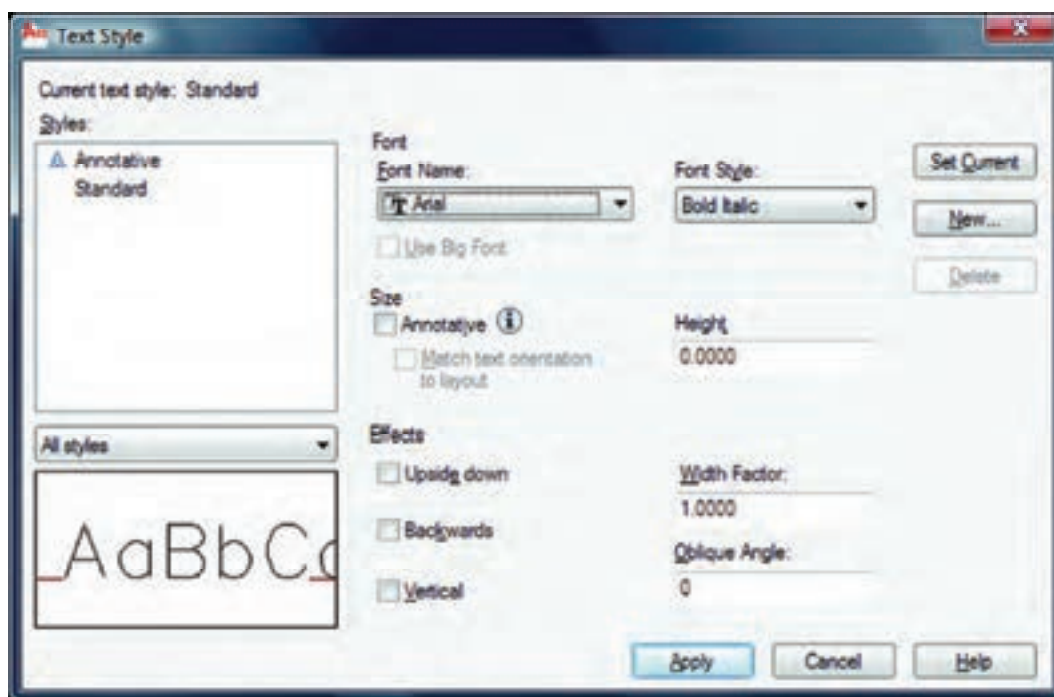 Text Style
Current text style: Standard
Styles:
Annotative
Standard
All styles
AaBbCc
Font
Font Name:
Arial
Use Big Font
Font Style:
Bold Italic
Size
Annotative
Match text orientation
to layout
Height
0.0000
Effects
Upside down
Backwards
Vertical
Width Factor:
1.0000
Oblique Angle:
0
Set Current
New...
Delete
Apply
Cancel
Help